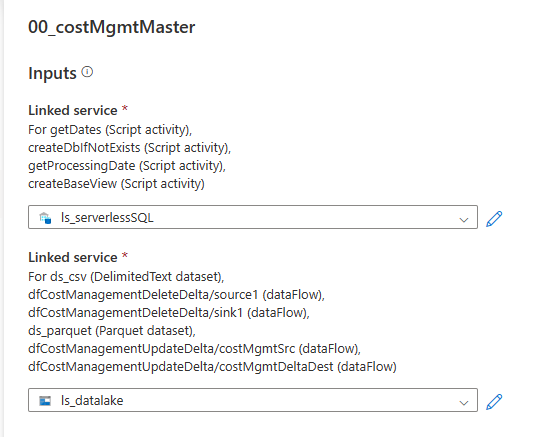 00_costMgmtMaster
Inputs
Linked service *
For getDates (Script activity),
createDbIfNotExists (Script activity),
getProcessingDate (Script activity),
createBaseView (Script activity)
ls_serverlessSQL
Linked service *
For ds_csv (DelimitedText dataset),
dfCostManagementDeleteDelta/source1 (dataFlow),
dfCostManagementDeleteDelta/sink1 (dataFlow),
ds_parquet (Parquet dataset),
dfCostManagementUpdateDelta/costMgmtSrc (dataFlow),
dfCostManagementUpdateDelta/costMgmtDeltaDest (dataFlow)
ls_datalake